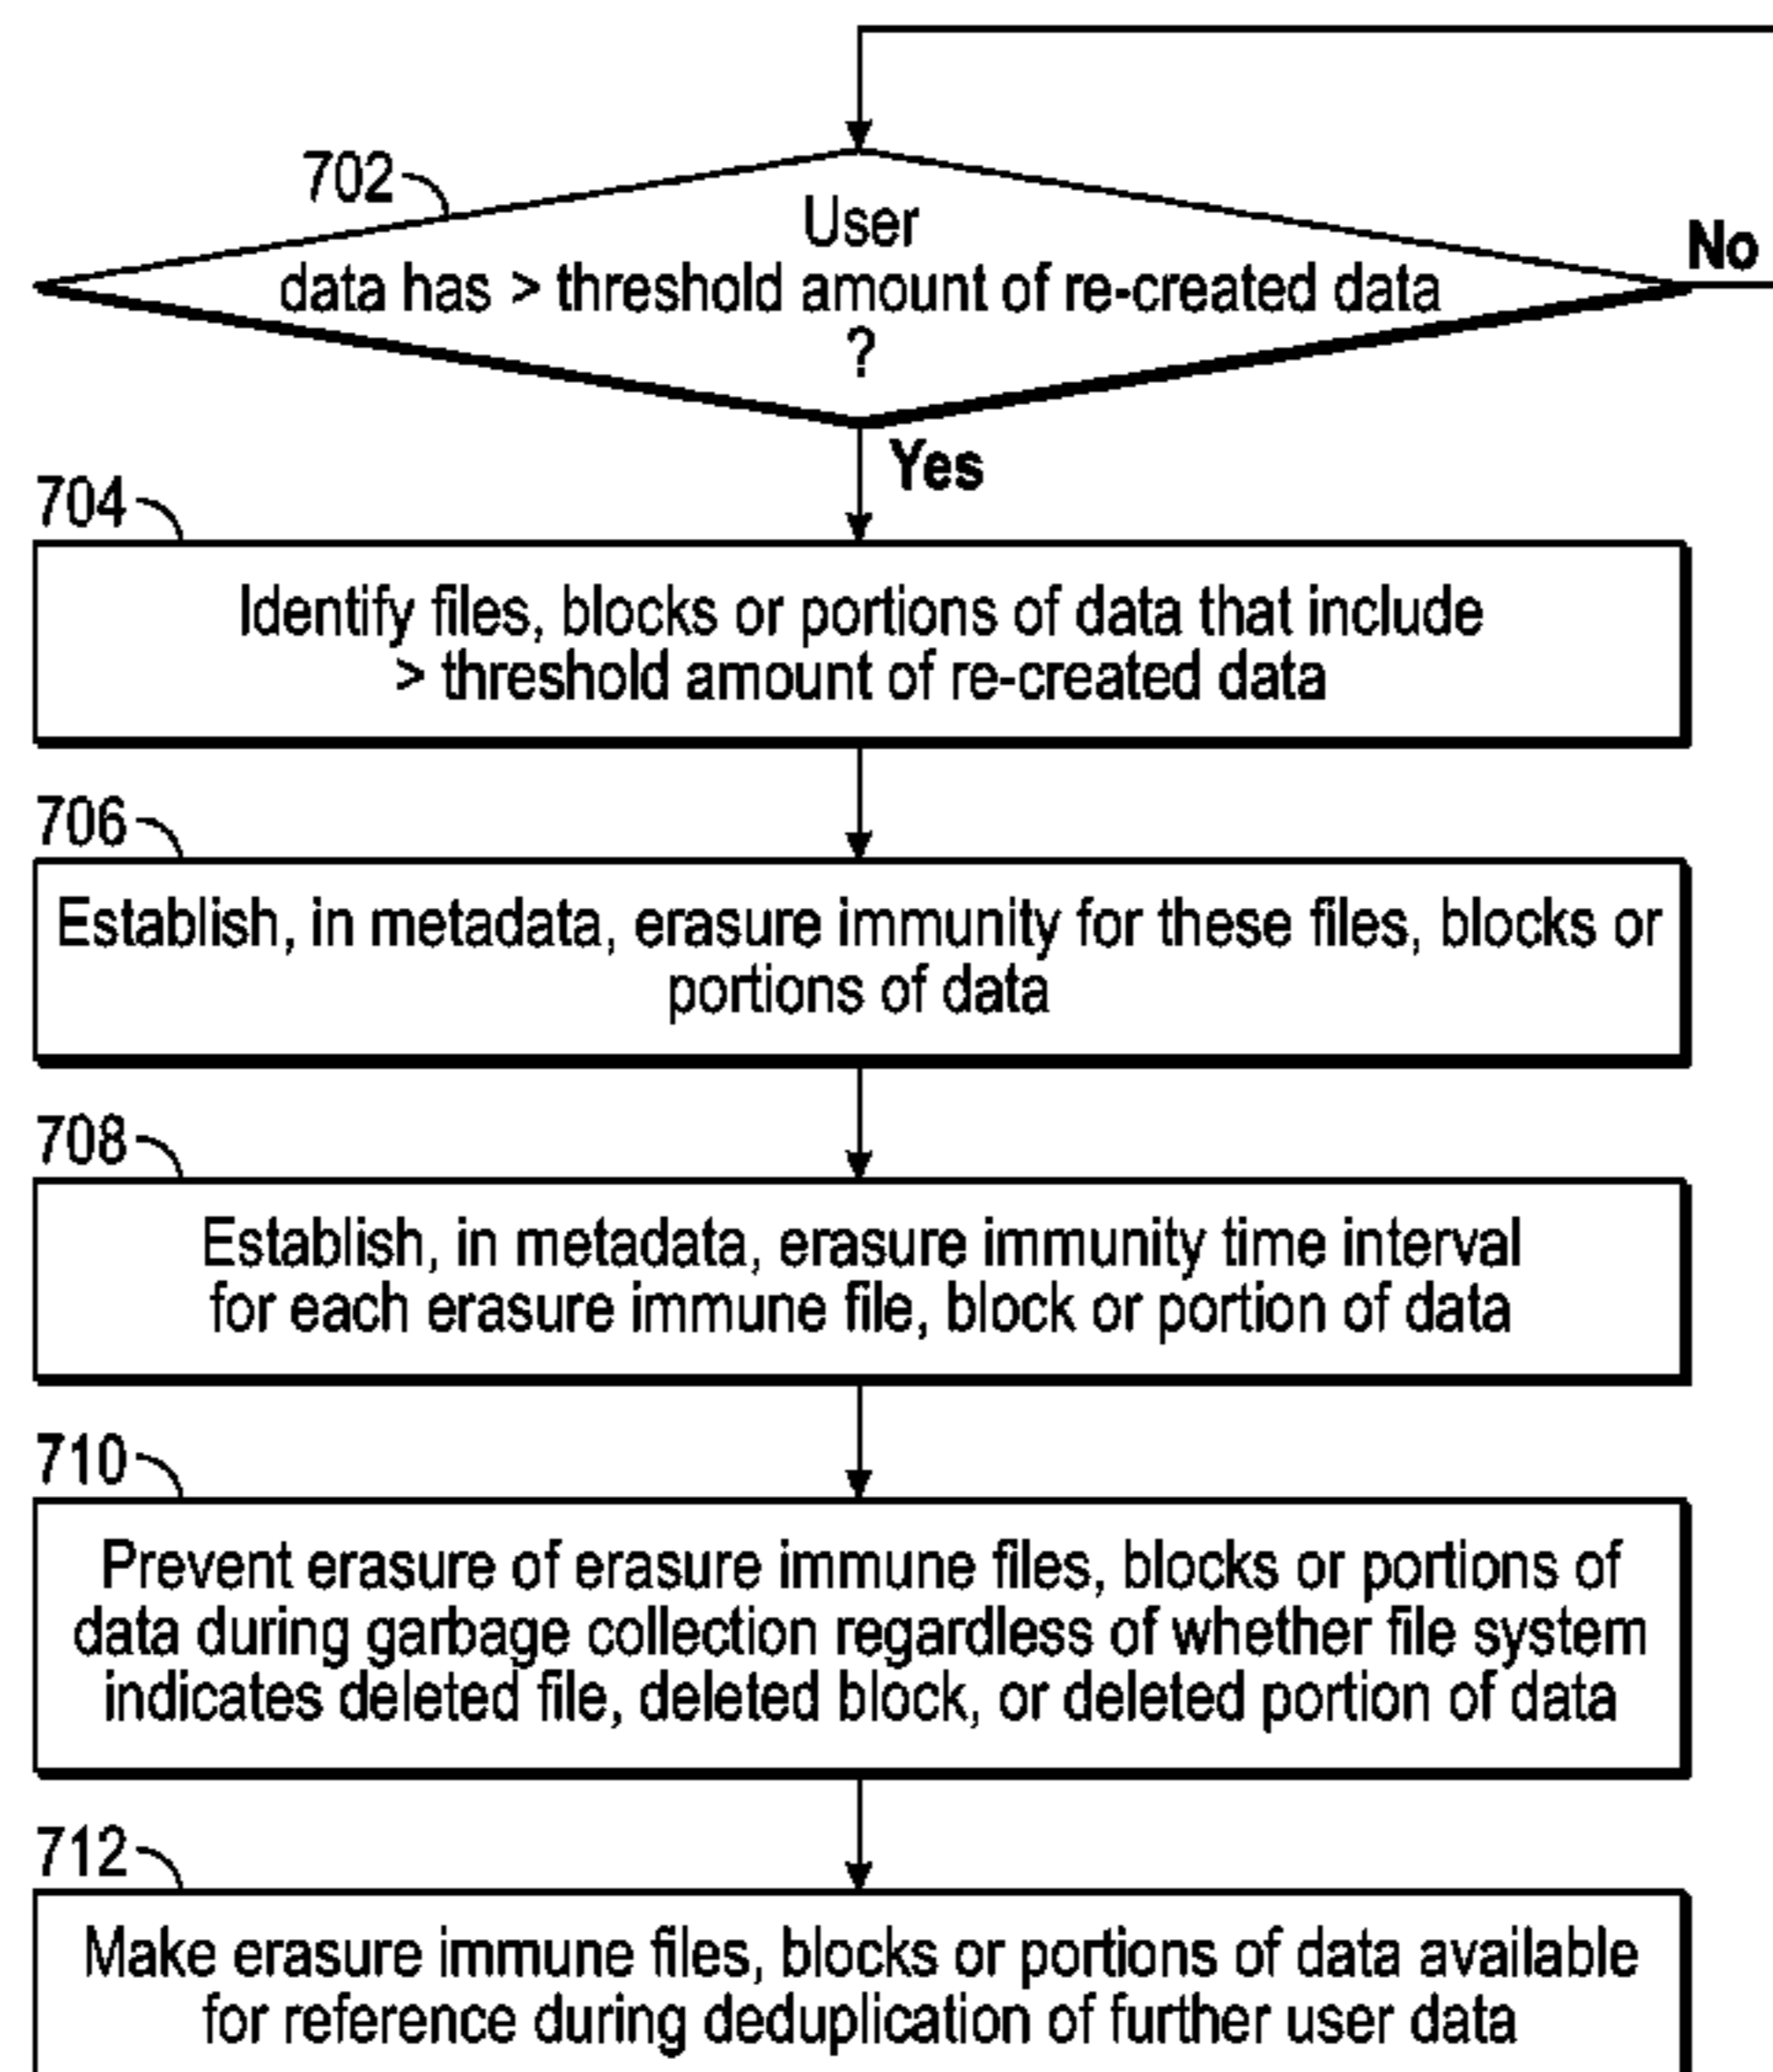 702
User
data has > threshold amount of re-created data
?
No
Yes
704
Identify files, blocks or portions of data that include
> threshold amount of re-created data
706
Establish, in metadata, erasure immunity for these files, blocks or
portions of data
708
Establish, in metadata, erasure immunity time interval
for each erasure immune file, block or portion of data
710
Prevent erasure of erasure immune files, blocks or portions of
data during garbage collection regardless of whether file system
indicates deleted file, deleted block, or deleted portion of data
712
Make erasure immune files, blocks or portions of data available
for reference during deduplication of further user data